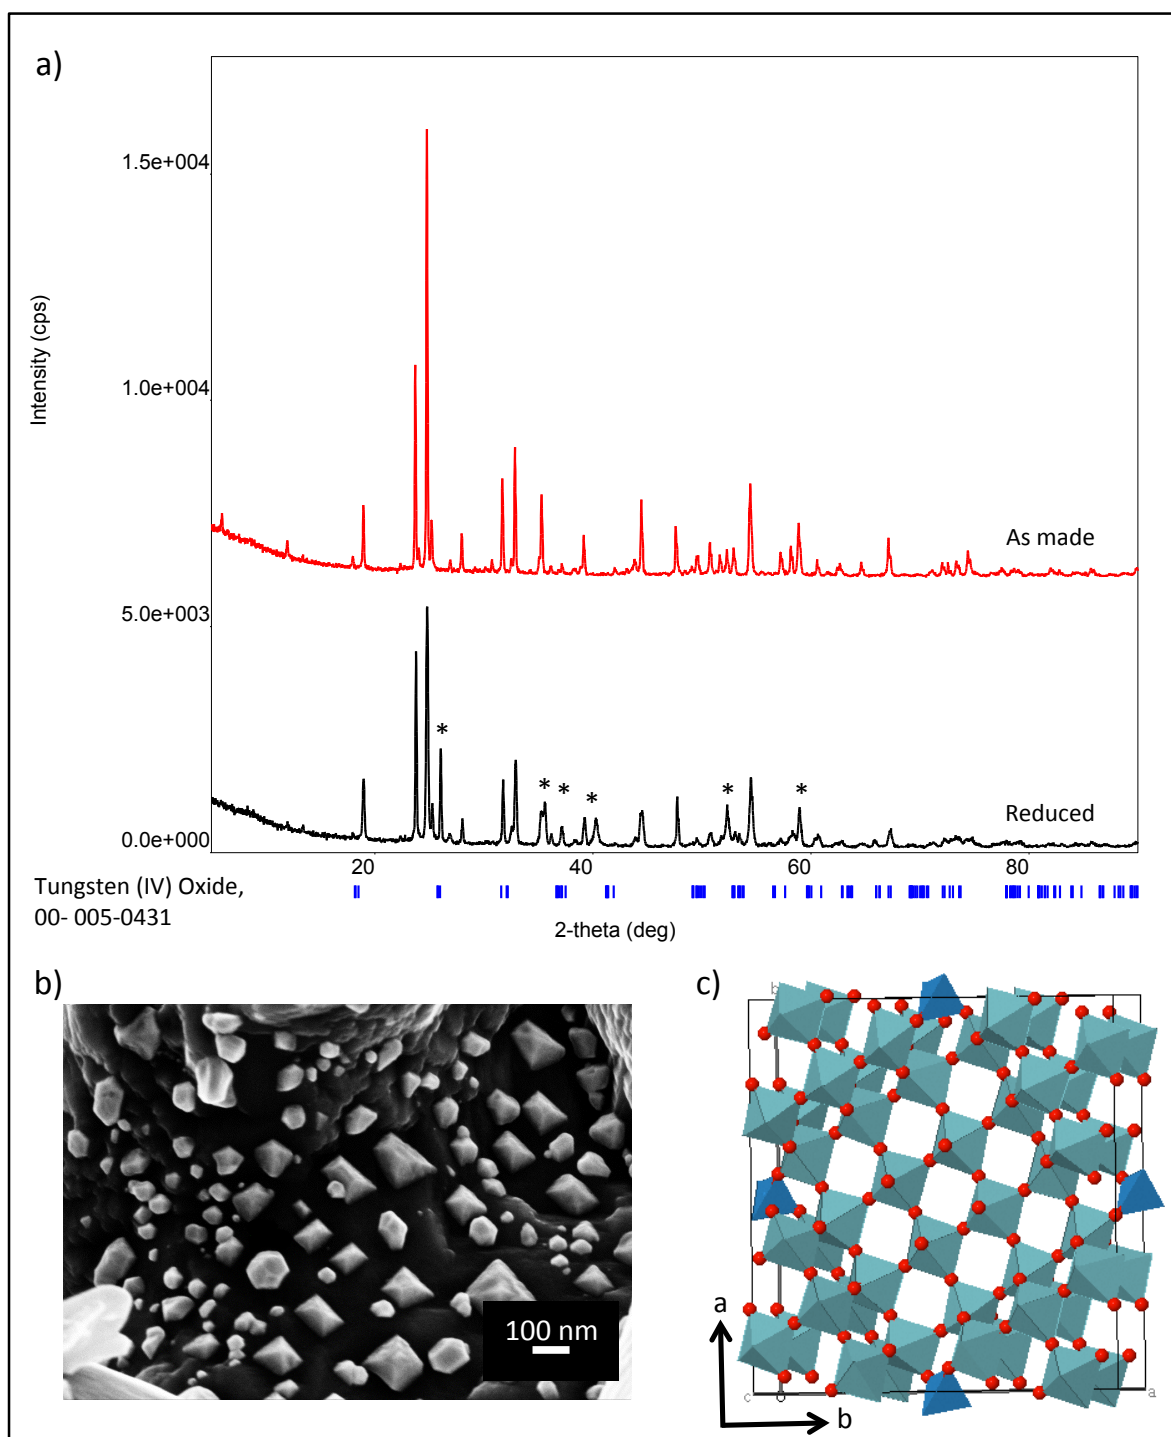 a)
1.5e+004
1.0e+004
5.0e+003
0.0e+000
Intensity (cps)
As made
* * * * * *
Reduced
20 40 60 80
Tungsten (IV) Oxide,
00- 005-0431
2-theta (deg)
b)
100 nm
c)
b
a
b
c
o
a